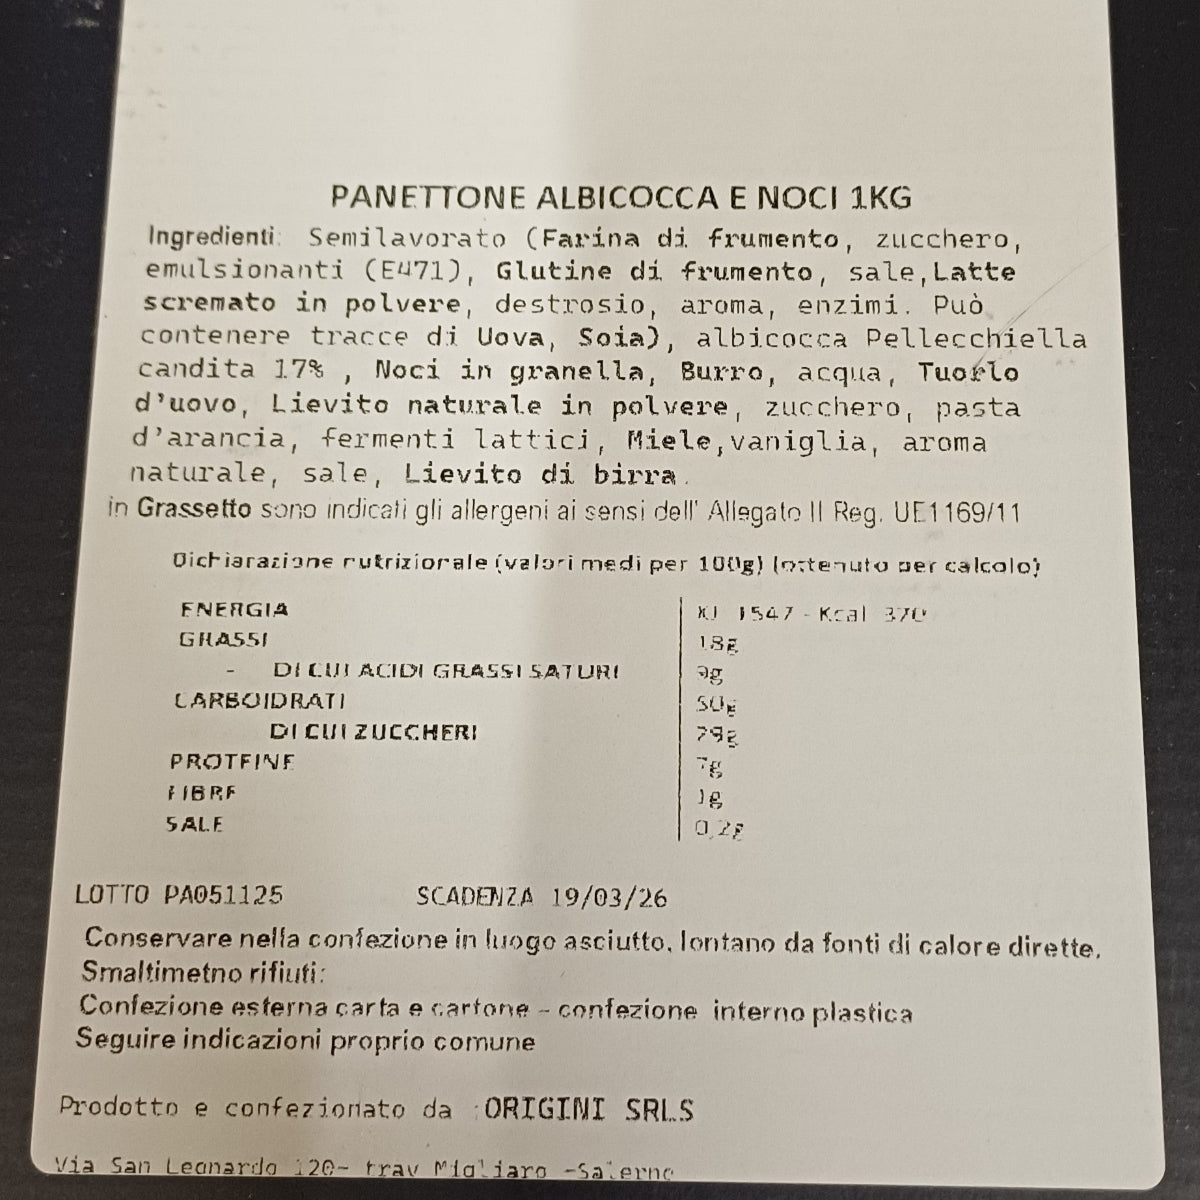 PANETTONE ALBICOCCA E NOCI 1KG
Ingredienti: Semilavorato (Farina di frumento, zucchero,
emulsionanti (E471), Glutine di frumento, sale,Latte
scremato in polvere, destrosio, aroma, enzimi. Può
contenere tracce di Uova, Soia), albicocca Pellecchiella
candita 17% , Noci in granella, Burro, acqua, Tuorlo
d'uovo, Lievito naturale in polvere, zucchero, pasta
d'arancia, fermenti lattici, Miele,vaniglia, aroma
naturale, sale, Lievito di birra.
in Grassetto sono indicati gli allergeni ai sensi dell' Allegato II Reg. UE1169/11
Dichiarazione nutrizionale (valori medi per 100g) (ottenuto per calcolo)
ENERGIA KJ 1547 - Kcal 370
GRASSI 18g
- DI CUI ACIDI GRASSI SATURI 9g
CARBOIDRATI 50g
DI CUI ZUCCHERI 29g
PROTEINE 7g
FIBRE 1g
SALE 0,2g
LOTTO PA051125 SCADENZA 19/03/26
Conservare nella confezione in luogo asciutto, lontano da fonti di calore dirette.
Smaltimetno rifiuti:
Confezione esterna carta e cartone - confezione interno plastica
Seguire indicazioni proprio comune
Prodotto e confezionato da :ORIGINI SRLS
Via San Leonardo 120- trav Migliaro -Salerno